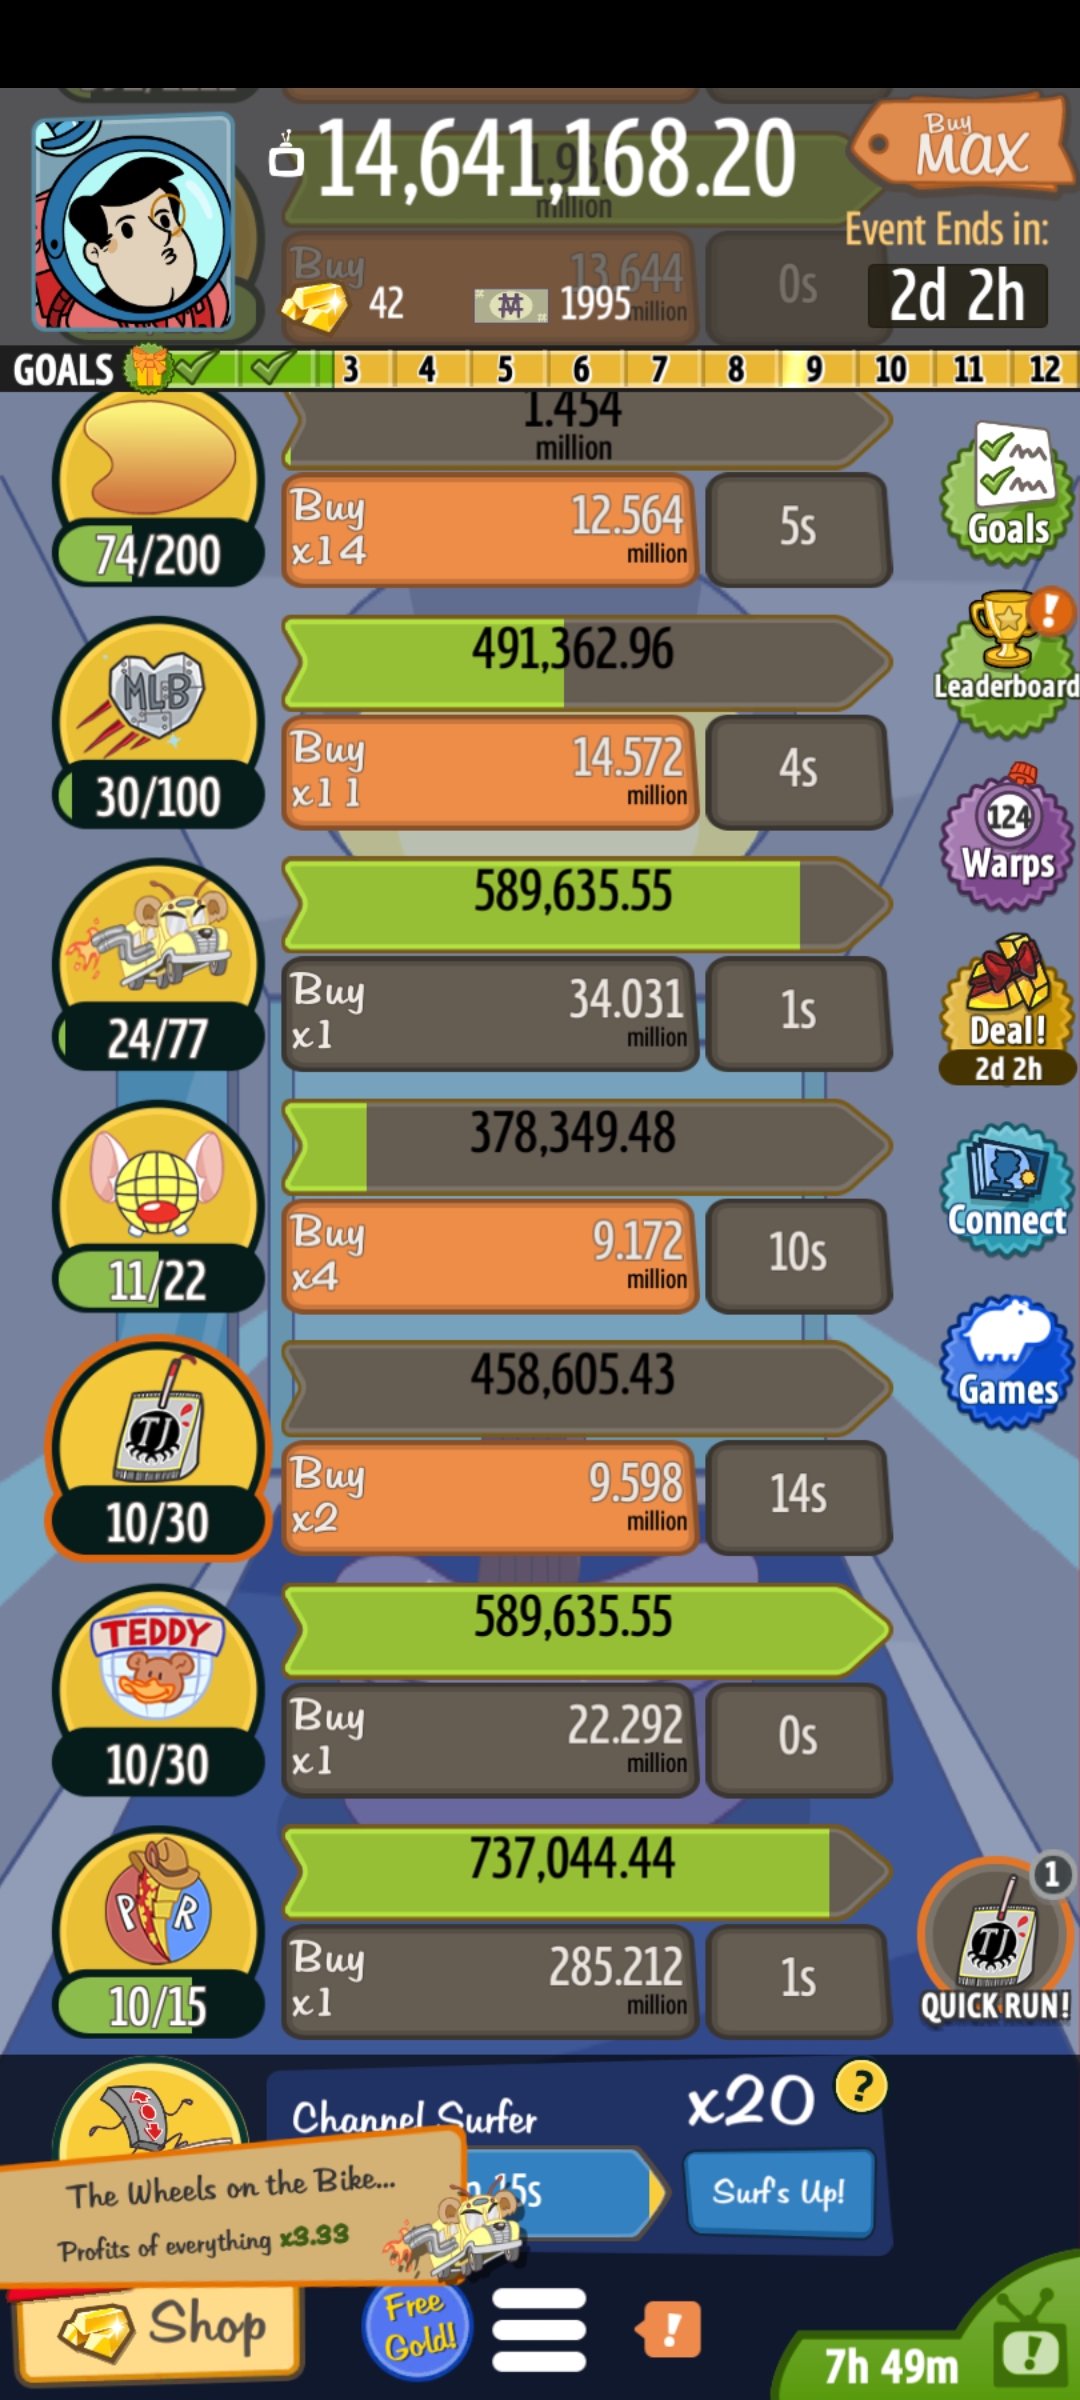 14,641,168.20
Buy
MAX
Event Ends in:
2d 2h
Buy
13.644
million
0s
million
42
1995
GOALS 3 4 5 6 7 8 9 10 11 12
1.454
million
74/200
Buy
x14
12.564
million
5s
Goals
MLB
30/100
491,362.96
Buy
x11
14.572
million
4s
Leaderboard
24/77
589,635.55
Buy
x1
34.031
million
1s
124
Warps
Deal!
2d 2h
11/22
378,349.48
Buy
x4
9.172
million
10s
Connect
TJ
10/30
458,605.43
Buy
x2
9.598
million
14s
Games
TEDDY
10/30
589,635.55
Buy
x1
22.292
million
0s
P R
10/15
737,044.44
Buy
x1
285.212
million
1s
1
TJ
QUICK RUN!
Channel Surfer
x20
?
Surf's Up!
The Wheels on the Bike...
Profits of everything x3.33
Shop
Free
Gold!
!
7h 49m
!